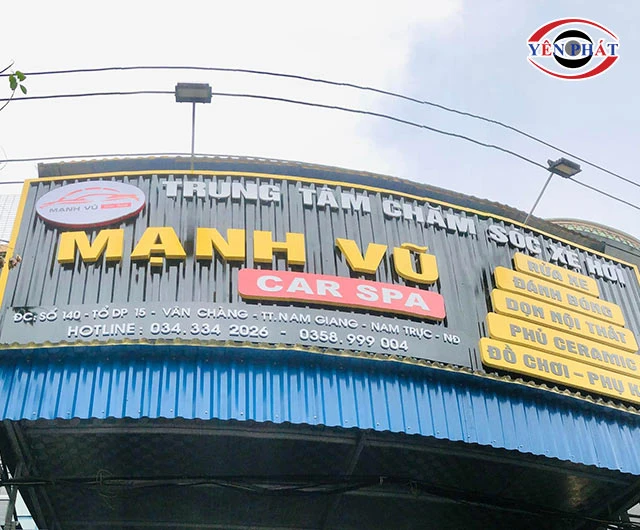 YÊN PHÁT
TRUNG TÂM CHĂM SÓC XE HƠI
MẠNH VŨ
MẠNH VŨ
CAR SPA
ĐC: SỐ 140 - TỔ DP 15 - VÂN CHÀNG - TT. NAM GIANG - NAM TRỰC - NĐ
HOTLINE : 034.334 2026 - 0358.999 004
RỬA XE
ĐÁNH BÓNG
DỌN NỘI THẤT
PHỦ CERAMIC
ĐỒ CHƠI - PHỤ K